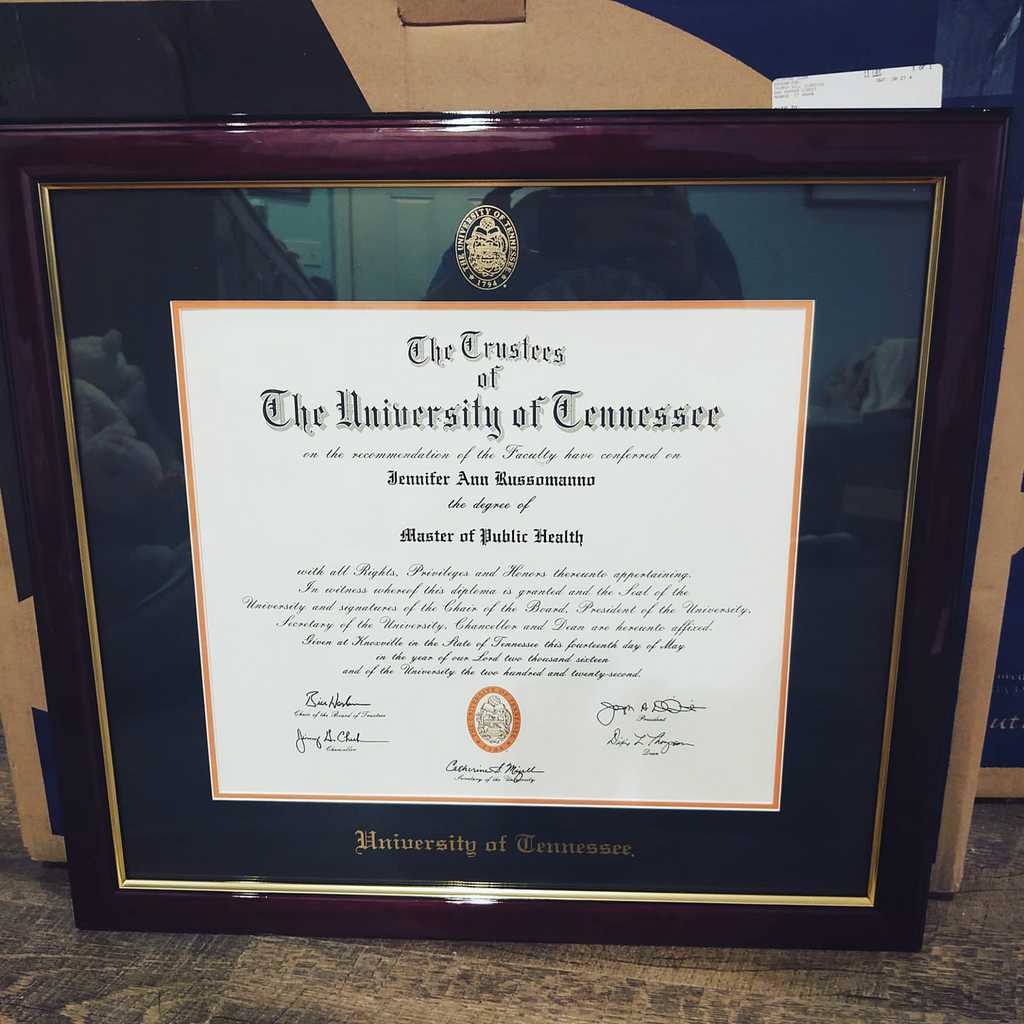 THE UNIVERSITY OF TENNESSEE
1794
The Trustees
of
The University of Tennessee
on the recommendation of the Faculty have conferred on
Jennifer Ann Russomanno
the degree of
Master of Public Health
with all Rights, Privileges and Honors thereunto appertaining.
In witness whereof this diploma is granted and the Seal of the
University and signatures of the Chair of the Board, President of the University,
Secretary of the University, Chancellor and Dean are hereunto affixed.
Given at Knoxville in the State of Tennessee this fourteenth day of May
in the year of our Lord two thousand sixteen
and of the University the two hundred and twenty-second.
Chair of the Board of Trustees
President
Chancellor
Dean
Secretary of the University
University of Tennessee